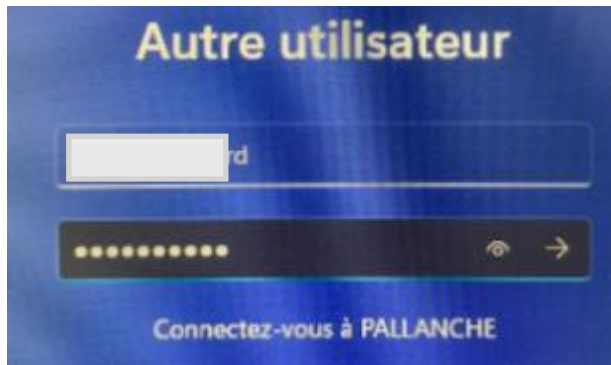 Autre utilisateur
rd
••••••••••
Connectez-vous à PALLANCHE